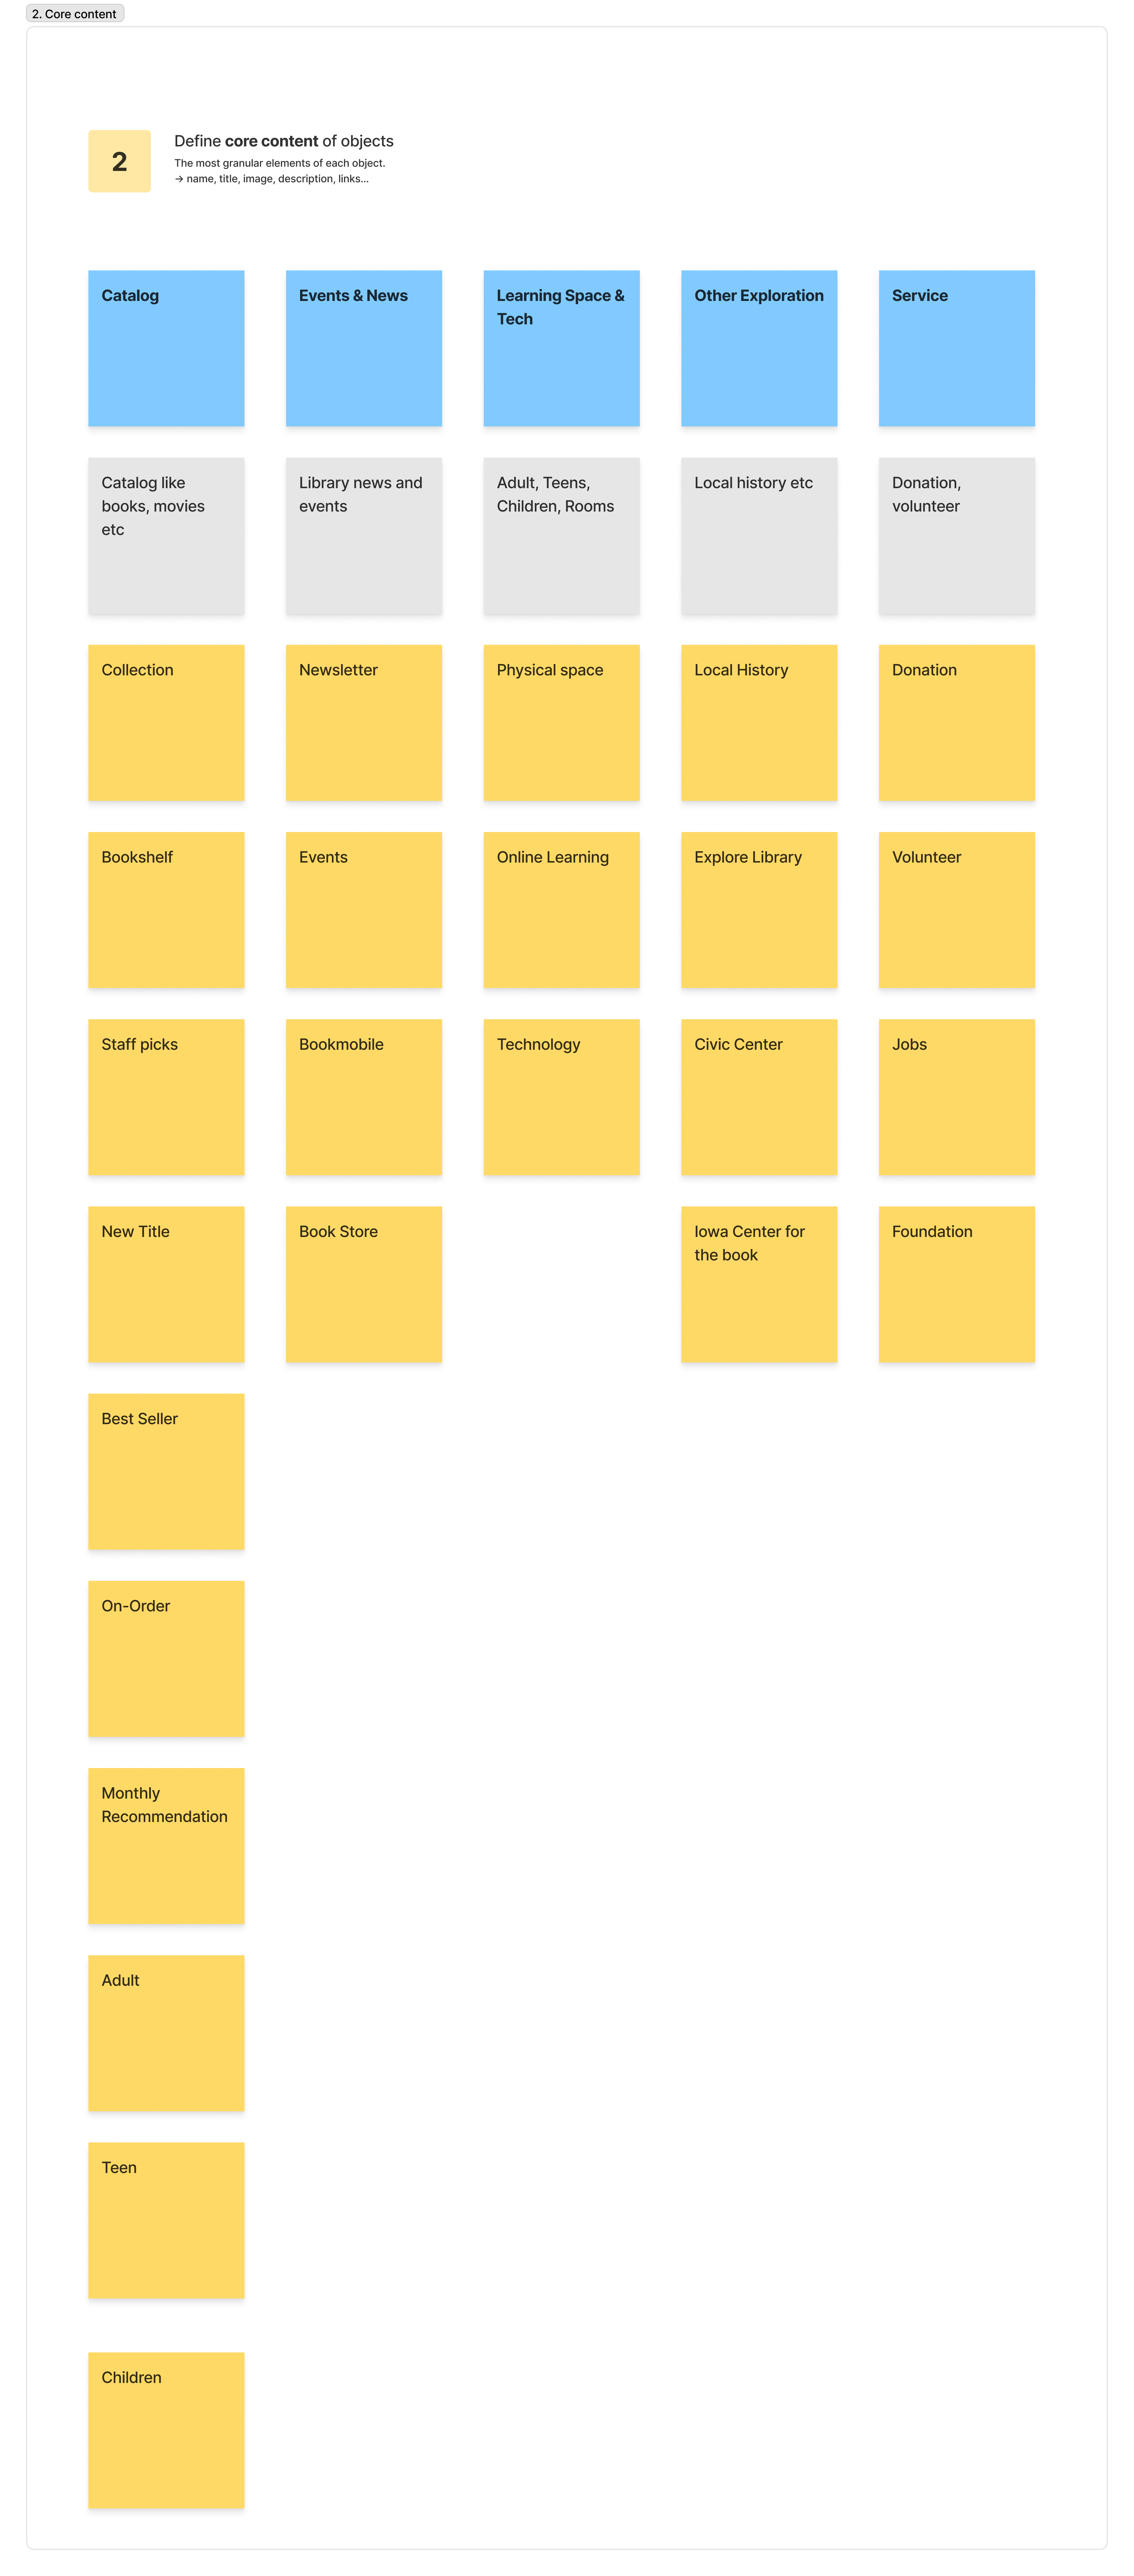 2. Core content
2
Define core content of objects
The most granular elements of each object.
→ name, title, image, description, links...
Catalog
Events & News
Learning Space &
Tech
Other Exploration
Service
Catalog like
books, movies
etc
Library news and
events
Adult, Teens,
Children, Rooms
Local history etc
Donation,
volunteer
Collection
Newsletter
Physical space
Local History
Donation
Bookshelf
Events
Online Learning
Explore Library
Volunteer
Staff picks
Bookmobile
Technology
Civic Center
Jobs
New Title
Book Store
Iowa Center for
the book
Foundation
Best Seller
On-Order
Monthly
Recommendation
Adult
Teen
Children